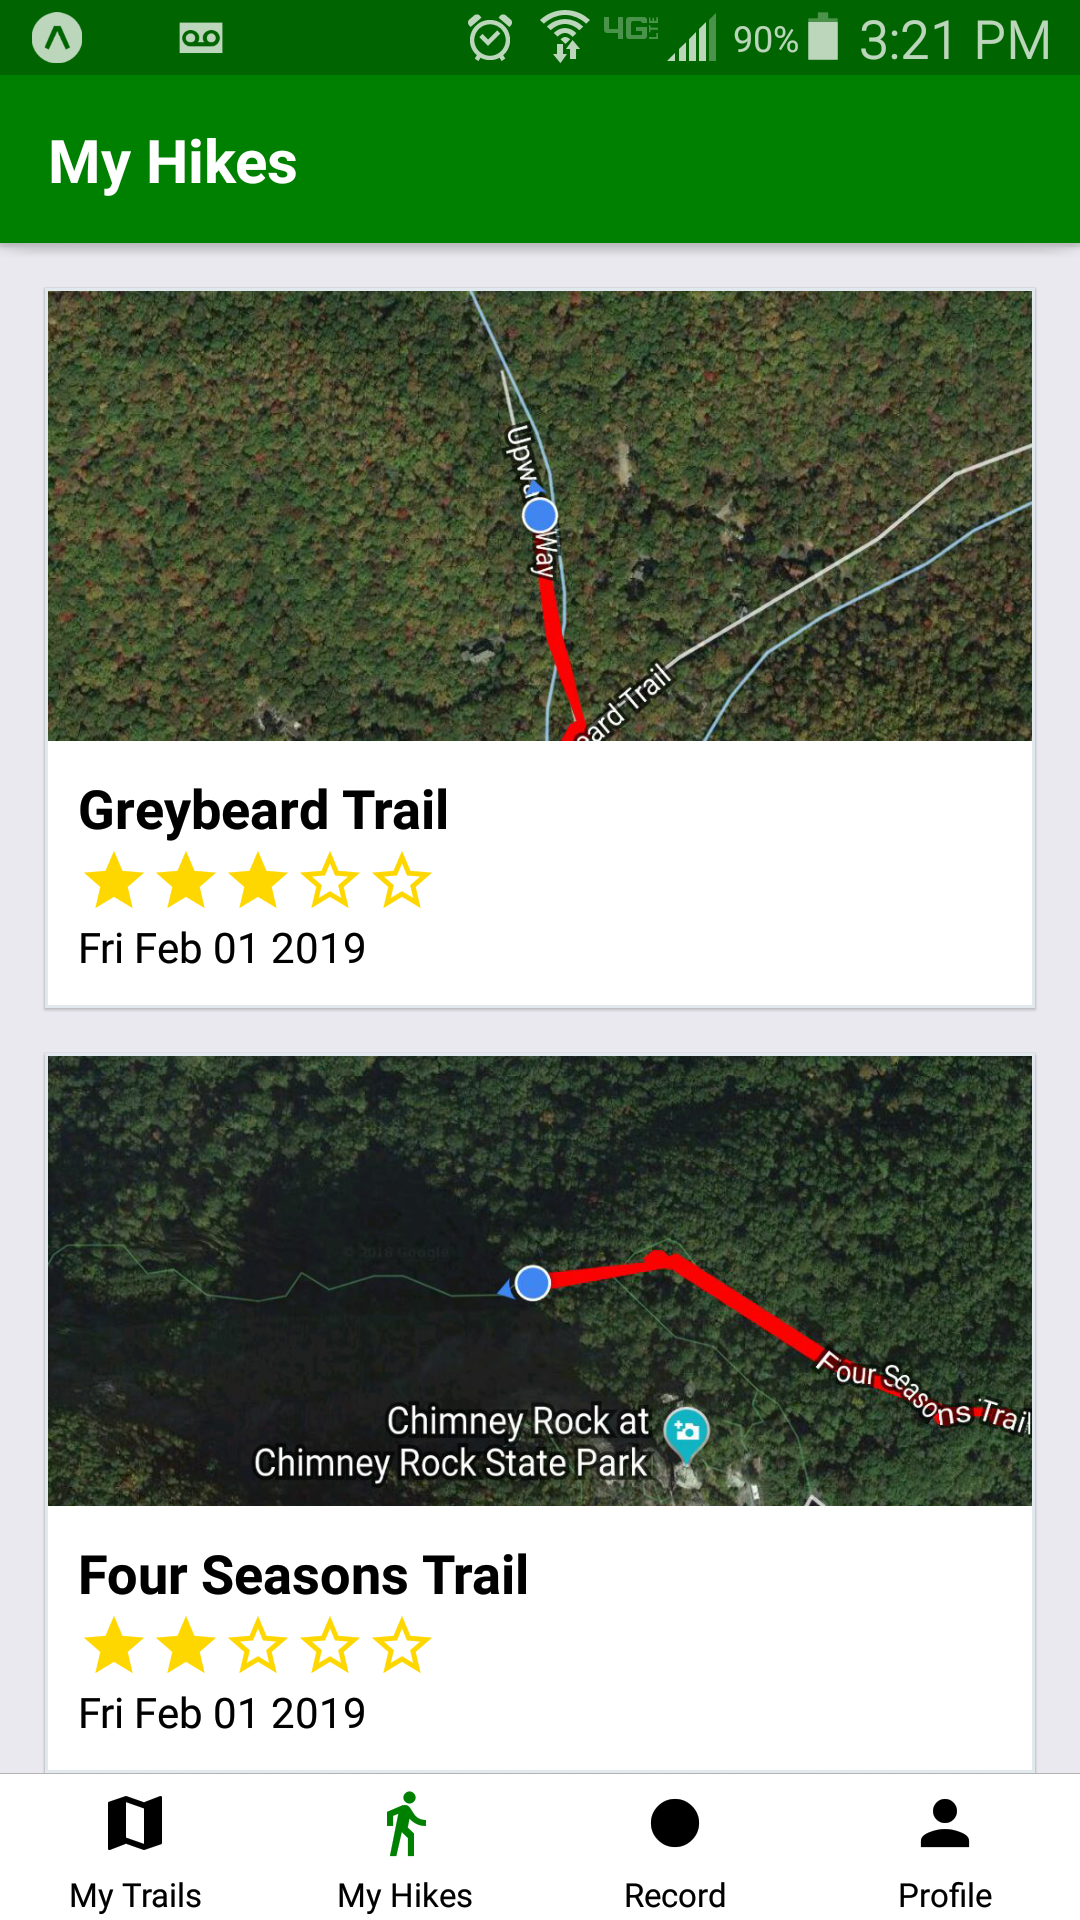 4G LTE 90% 3:21 PM
My Hikes
Way
eard Trail
© 2018 Google
Four Seasons Trail
Chimney Rock at
Chimney Rock State Park
Greybeard Trail
Fri Feb 01 2019
Four Seasons Trail
Fri Feb 01 2019
My Trails
My Hikes
Record
Profile